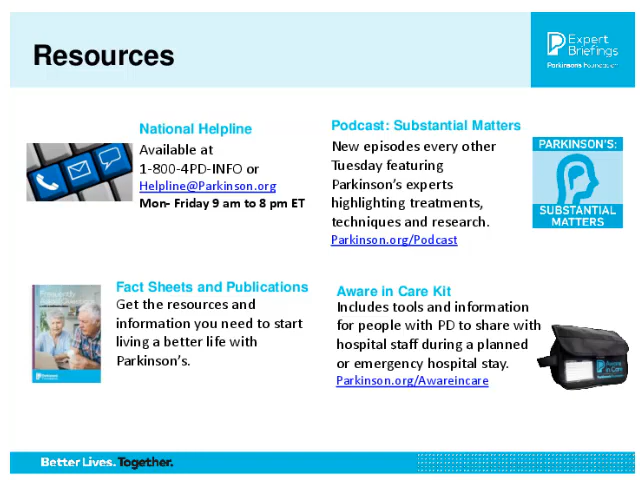 Resources
Expert
Briefings
Parkinson's Foundation
National Helpline
Available at
1-800-4PD-INFO or
Helpline@Parkinson.org
Mon- Friday 9 am to 8 pm ET
Podcast: Substantial Matters
New episodes every other
Tuesday featuring
Parkinson's experts
highlighting treatments,
techniques and research.
Parkinson.org/Podcast
PARKINSON'S:
SUBSTANTIAL
MATTERS
Fact Sheets and Publications
Get the resources and
information you need to start
living a better life with
Parkinson's.
Frequently
Aware in Care Kit
Includes tools and information
for people with PD to share with
hospital staff during a planned
or emergency hospital stay.
Parkinson.org/Awareincare
Aware
in Care
Better Lives. Together.